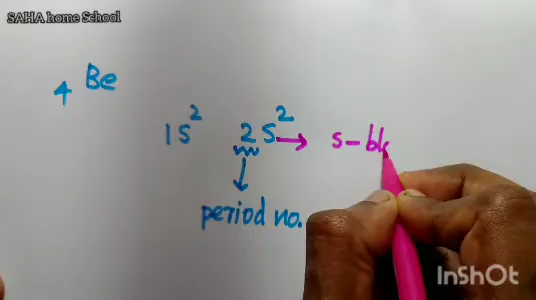 SAHA home School
4 Be
1S² 2S² → s-bl
period no.
InShOt